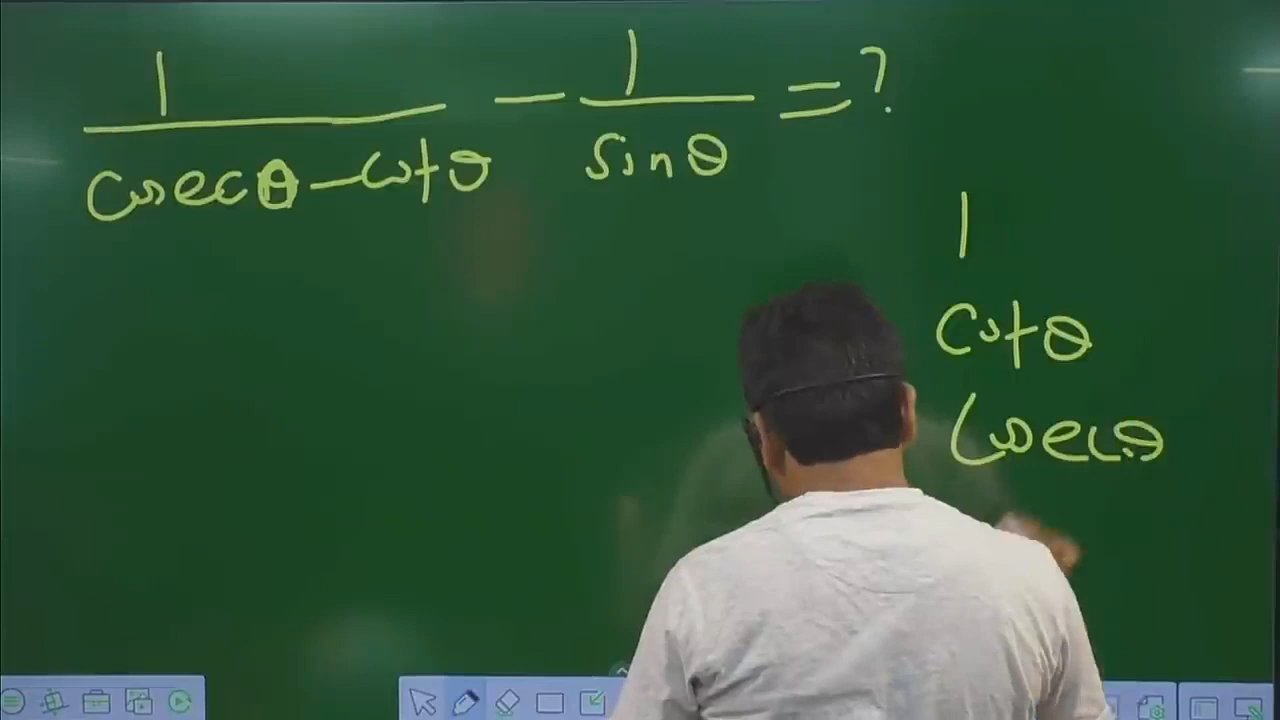 1/(cosecθ - cotθ) - 1/sinθ = ?
1
cotθ
cosecθ